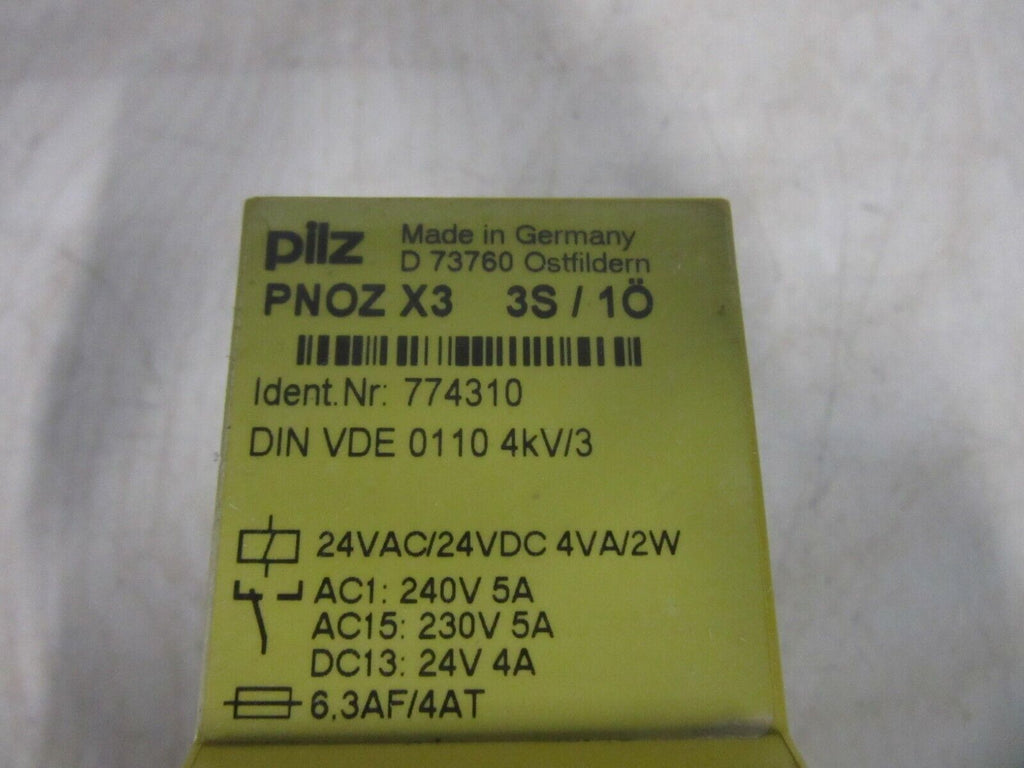 pilz Made in Germany
D 73760 Ostfildern
PNOZ X3 3S / 1Ö
Ident.Nr: 774310
DIN VDE 0110 4kV/3
24VAC/24VDC 4VA/2W
AC1: 240V 5A
AC15: 230V 5A
DC13: 24V 4A
6,3AF/4AT